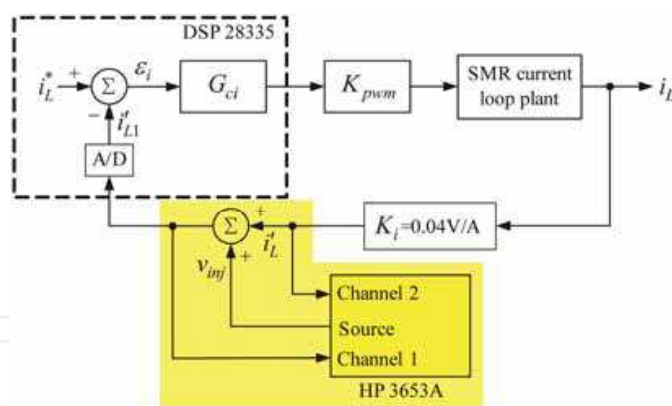 DSP 28335
i*L + Σ εi Gci Kpwm SMR current loop plant iL
− i′L1
A/D
Σ + i′L Ki=0.04V/A
vinj +
Channel 2
Source
Channel 1
HP 3653A